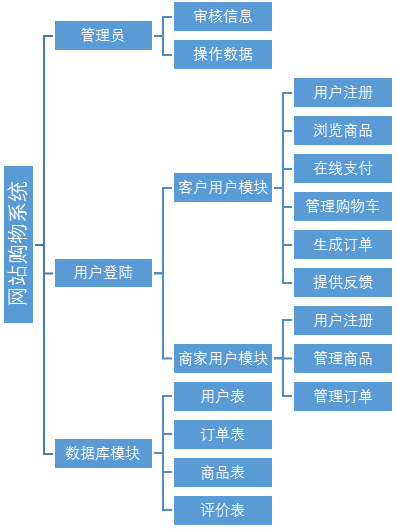 网站购物系统
管理员
审核信息
操作数据
用户登陆
客户用户模块
用户注册
浏览商品
在线支付
管理购物车
生成订单
提供反馈
商家用户模块
用户注册
管理商品
管理订单
数据库模块
用户表
订单表
商品表
评价表